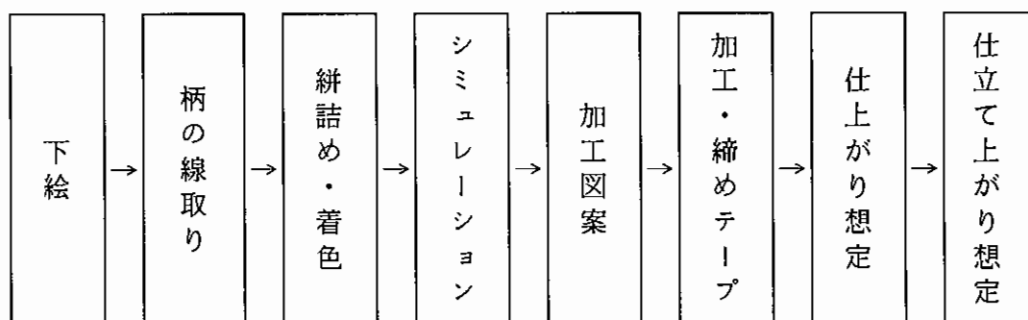 下絵
→
柄の線取り
→
絣詰め・着色
→
シミュレーション
→
加工図案
→
加工・締めテープ
→
仕上がり想定
→
仕立て上がり想定